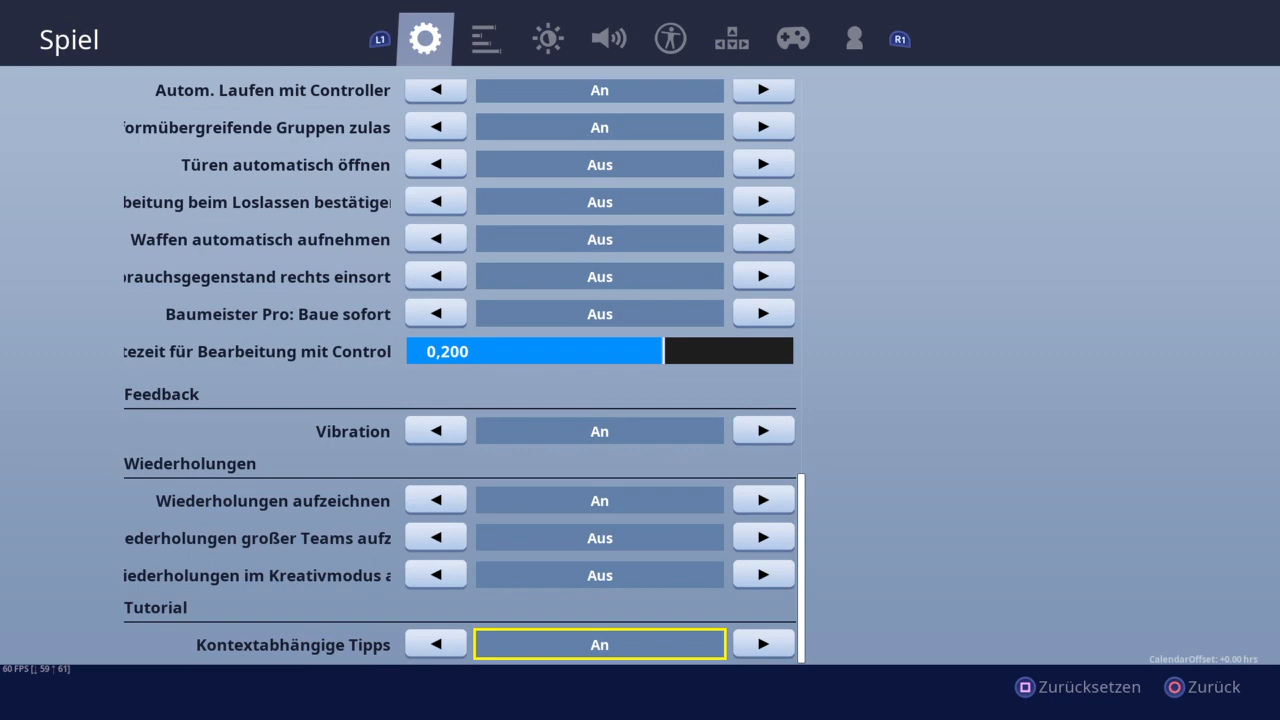 Spiel
L1
R1
Autom. Laufen mit Controller An
formübergreifende Gruppen zulas An
Türen automatisch öffnen Aus
beitung beim Loslassen bestätige Aus
Waffen automatisch aufnehmen Aus
brauchsgegenstand rechts einsort Aus
Baumeister Pro: Baue sofort Aus
tezeit für Bearbeitung mit Control 0,200
Feedback
Vibration An
Wiederholungen
Wiederholungen aufzeichnen An
ederholungen großer Teams aufz Aus
iederholungen im Kreativmodus a Aus
Tutorial
Kontextabhängige Tipps An
60 FPS [↓ 59 ↑ 61]
CalendarOffset: +0.00 hrs
Zurücksetzen
Zurück